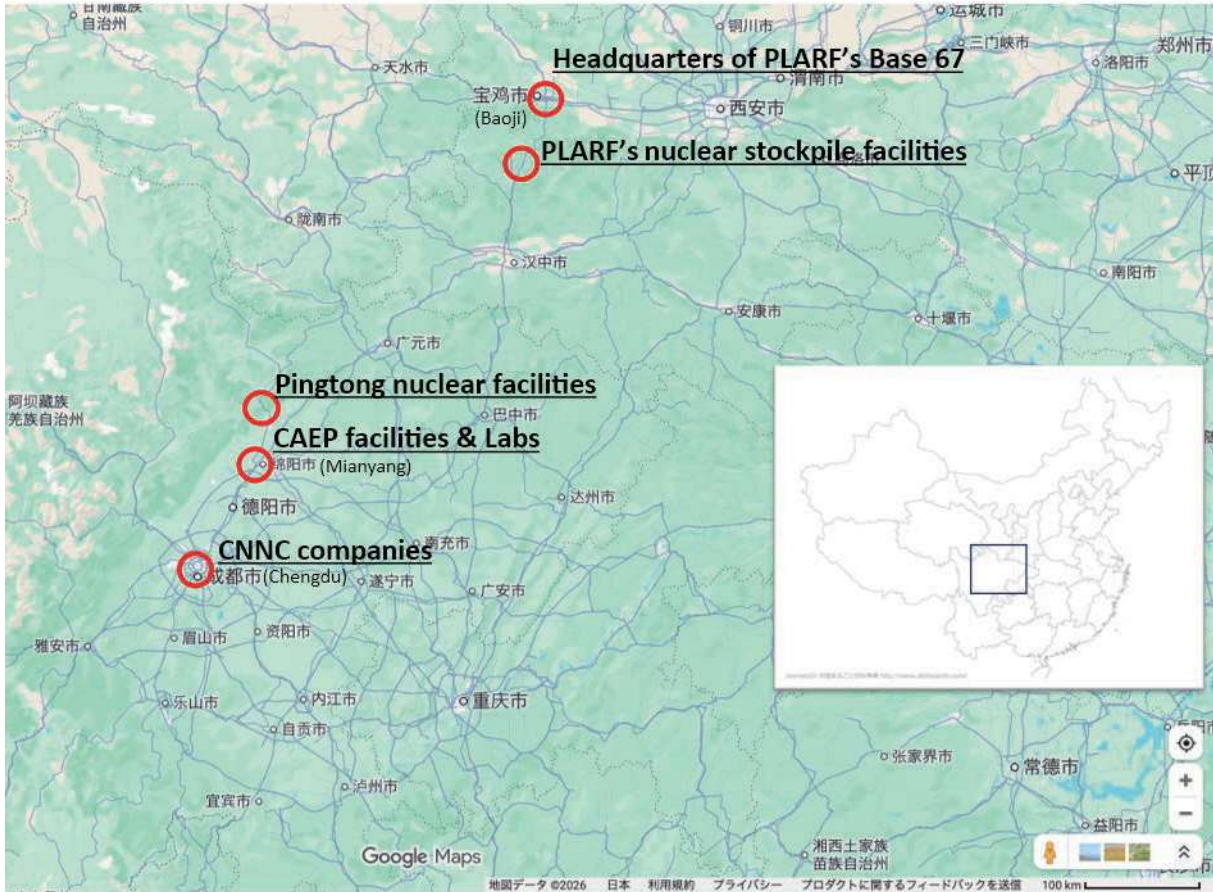 自治州
天水市
铜川市
运城市
三门峡市
郑州市
洛阳市
Headquarters of PLARF's Base 67
渭南市
宝鸡市
(Baoji)
西安市
PLARF's nuclear stockpile facilities
平顶
陇南市
汉中市
南阳市
安康市
十堰市
广元市
Pingtong nuclear facilities
阿坝藏族
羌族自治州
巴中市
CAEP facilities & Labs
绵阳市 (Mianyang)
随
德阳市
达州市
CNNC companies
南充市
成都市(Chengdu)
遂宁市
广安市
雅安市
眉山市
资阳市
乐山市
内江市
重庆市
自贡市
岳阳市
张家界市
常德市
泸州市
宜宾市
益阳市
湘西土家族
苗族自治州
Google Maps
地図データ ©2026 日本 利用規約 プライバシー プロダクトに関するフィードバックを送信 100 km